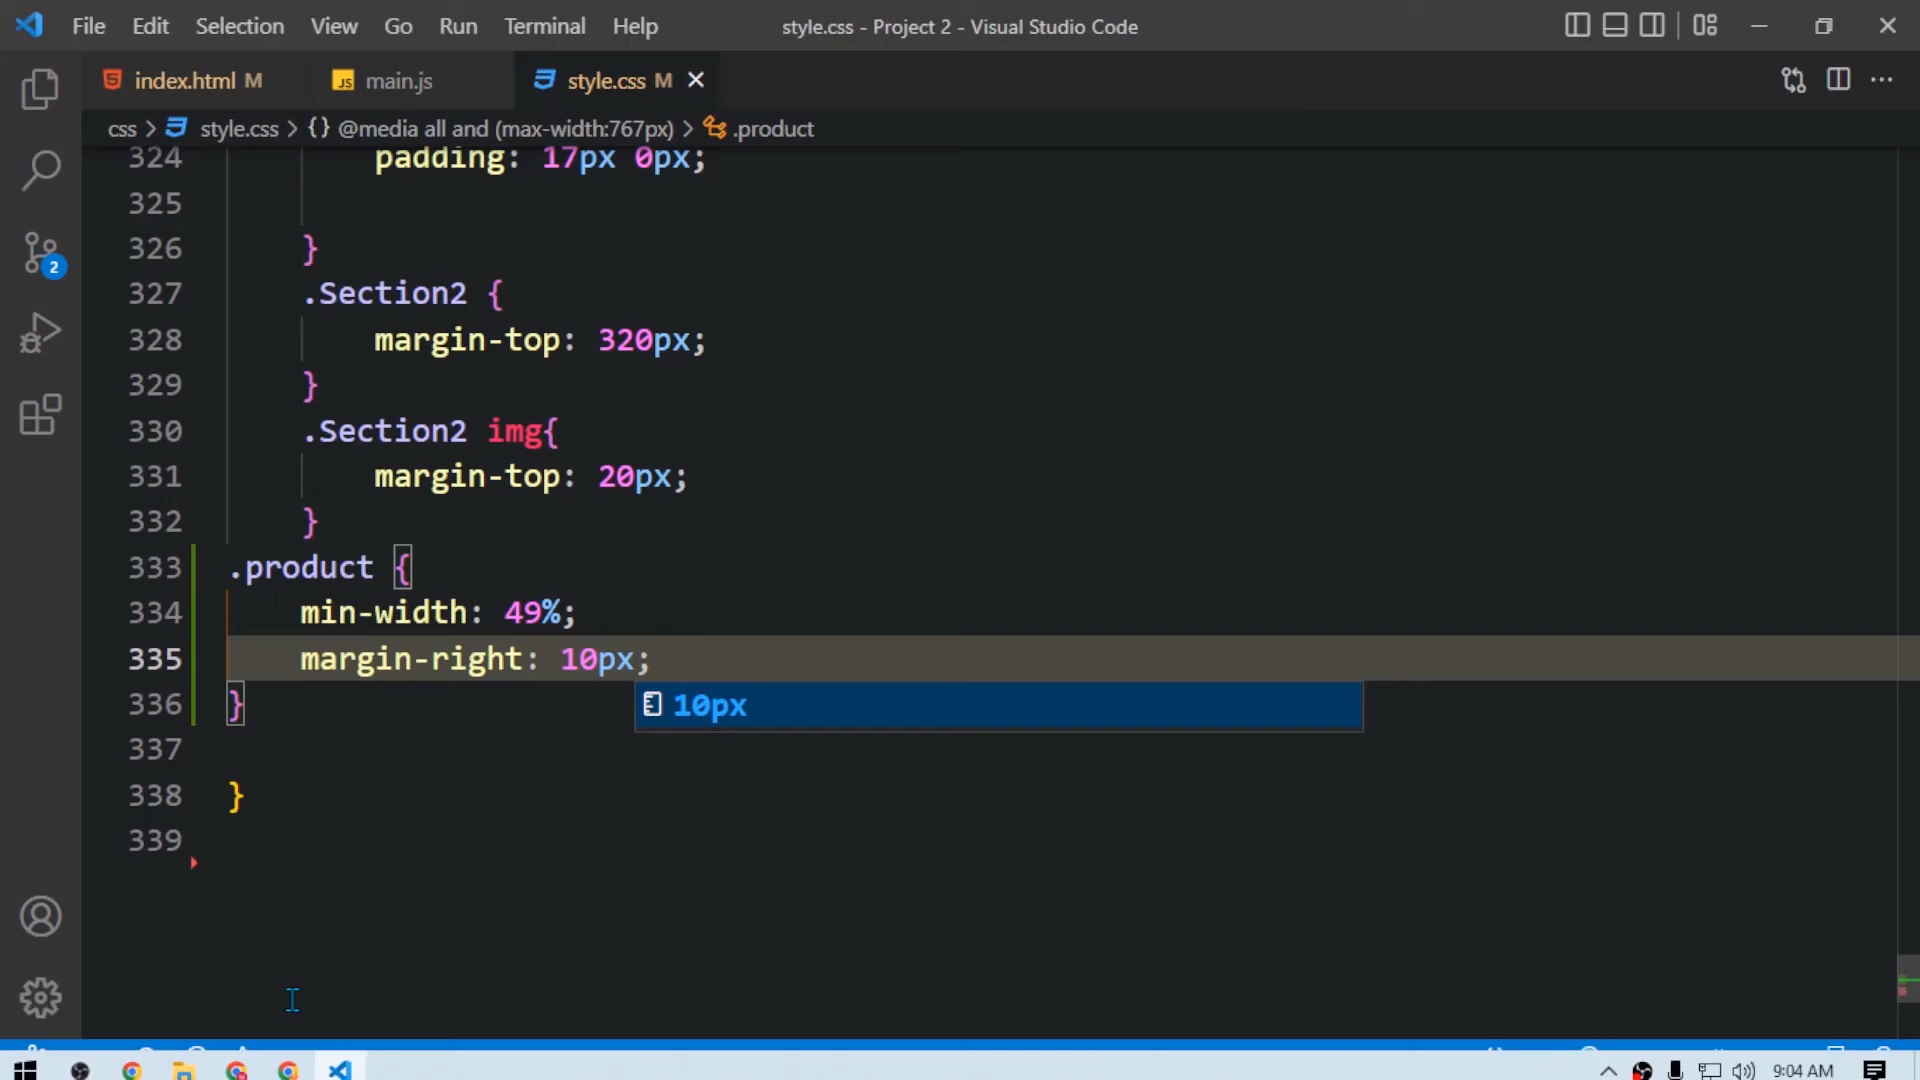 File Edit Selection View Go Run Terminal Help style.css - Project 2 - Visual Studio Code
index.html M JS main.js style.css M
css > style.css > {} @media all and (max-width:767px) > .product
324 padding: 17px 0px;
325
326 }
327 .Section2 {
328 margin-top: 320px;
329 }
330 .Section2 img{
331 margin-top: 20px;
332 }
333 .product {
334 min-width: 49%;
335 margin-right: 10px;
336 }
10px
337
338 }
339
2
9:04 AM